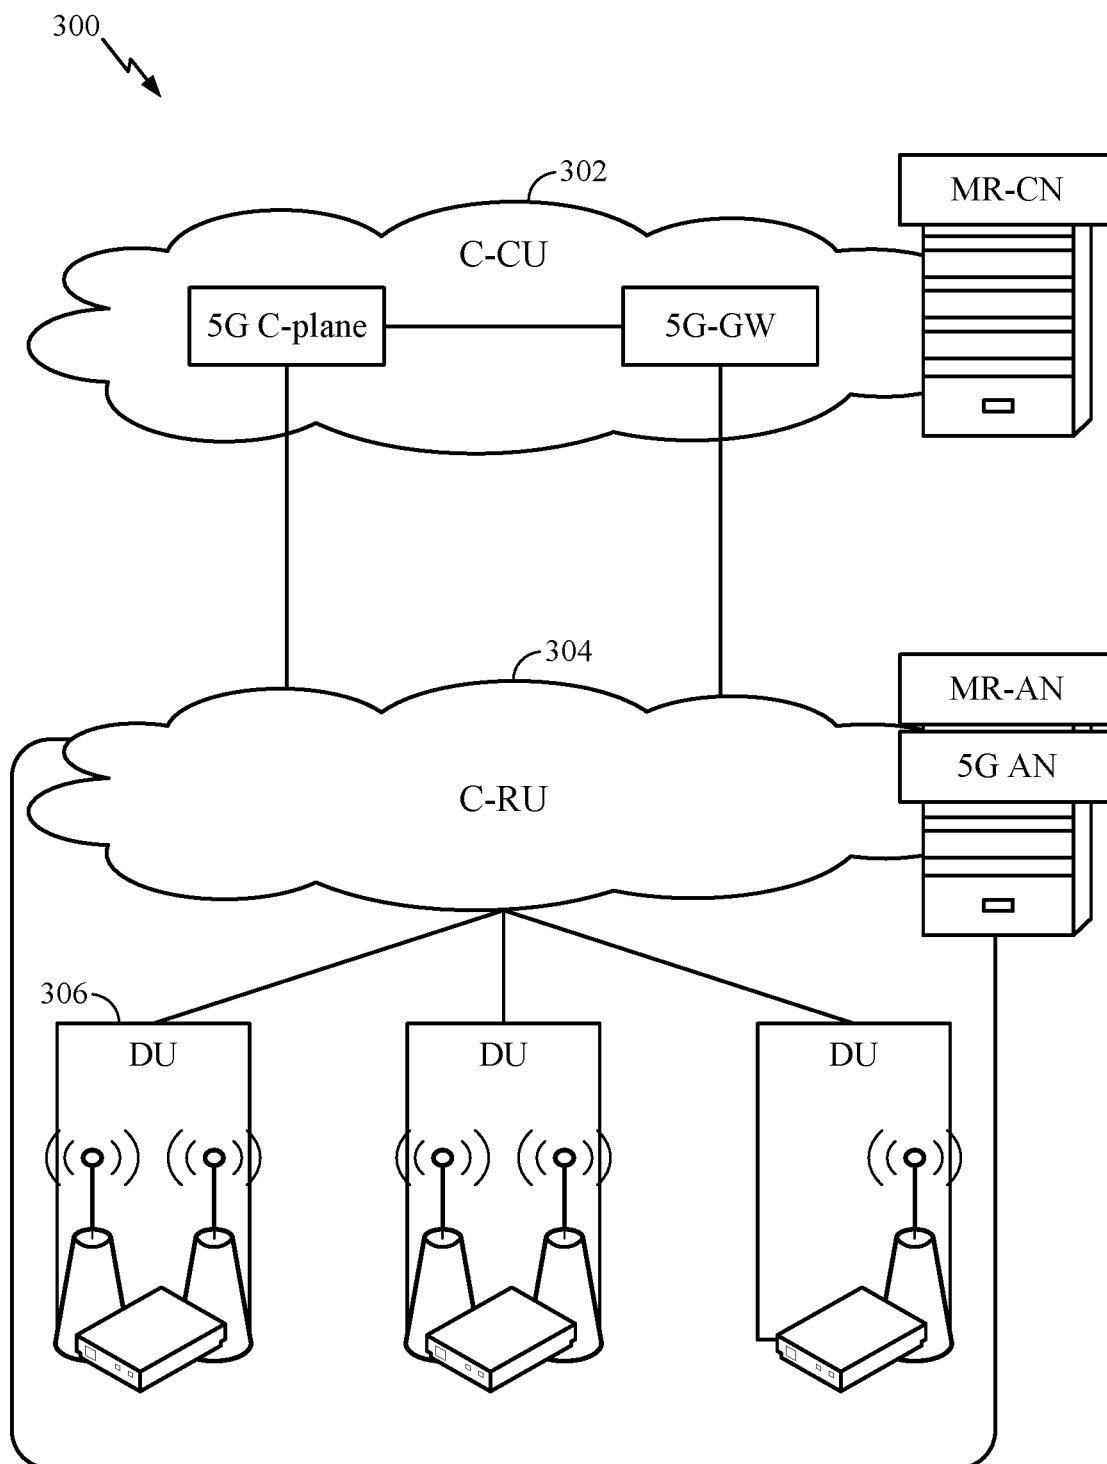 300
302
MR-CN
C-CU
5G C-plane
5G-GW
304
MR-AN
5G AN
C-RU
306
DU
DU
DU